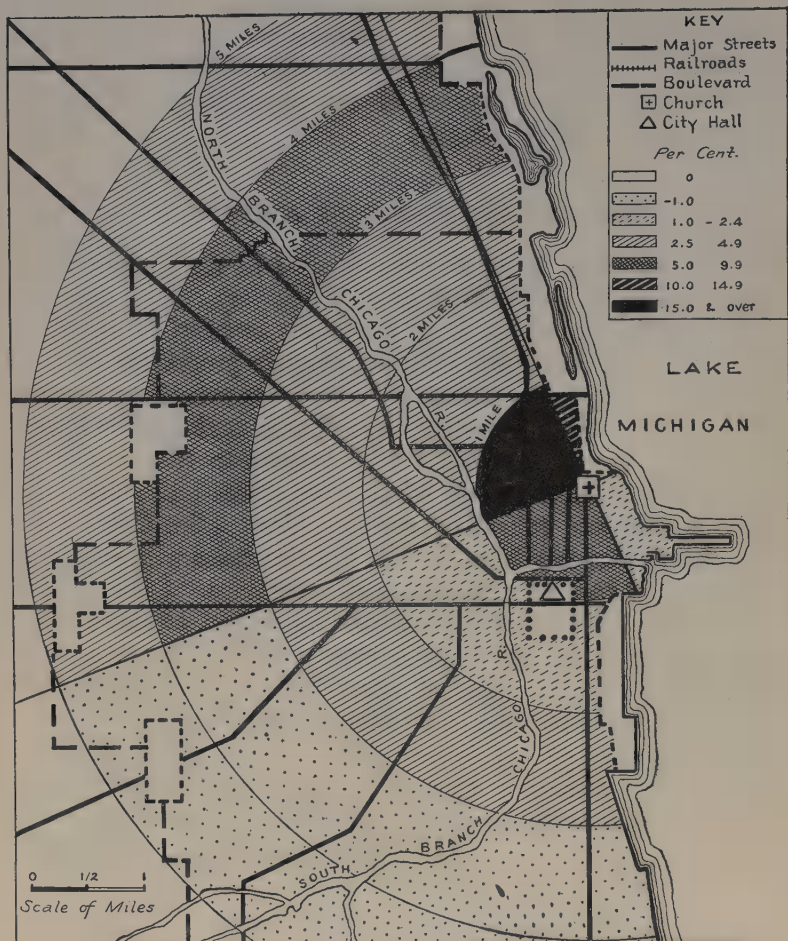 KEY
Major Streets
Railroads
Boulevard
Church
City Hall
Per Cent.
0
-1.0
1.0 - 2.4
2.5 4.9
5.0 9.9
10.0 14.9
15.0 & over
5 MILES
4 MILES
3 MILES
2 MILES
1 MILE
NORTH
BRANCH
CHICAGO
R.
LAKE
MICHIGAN
R.
CHICAGO
BRANCH
SOUTH
0 1/2 1
Scale of Miles